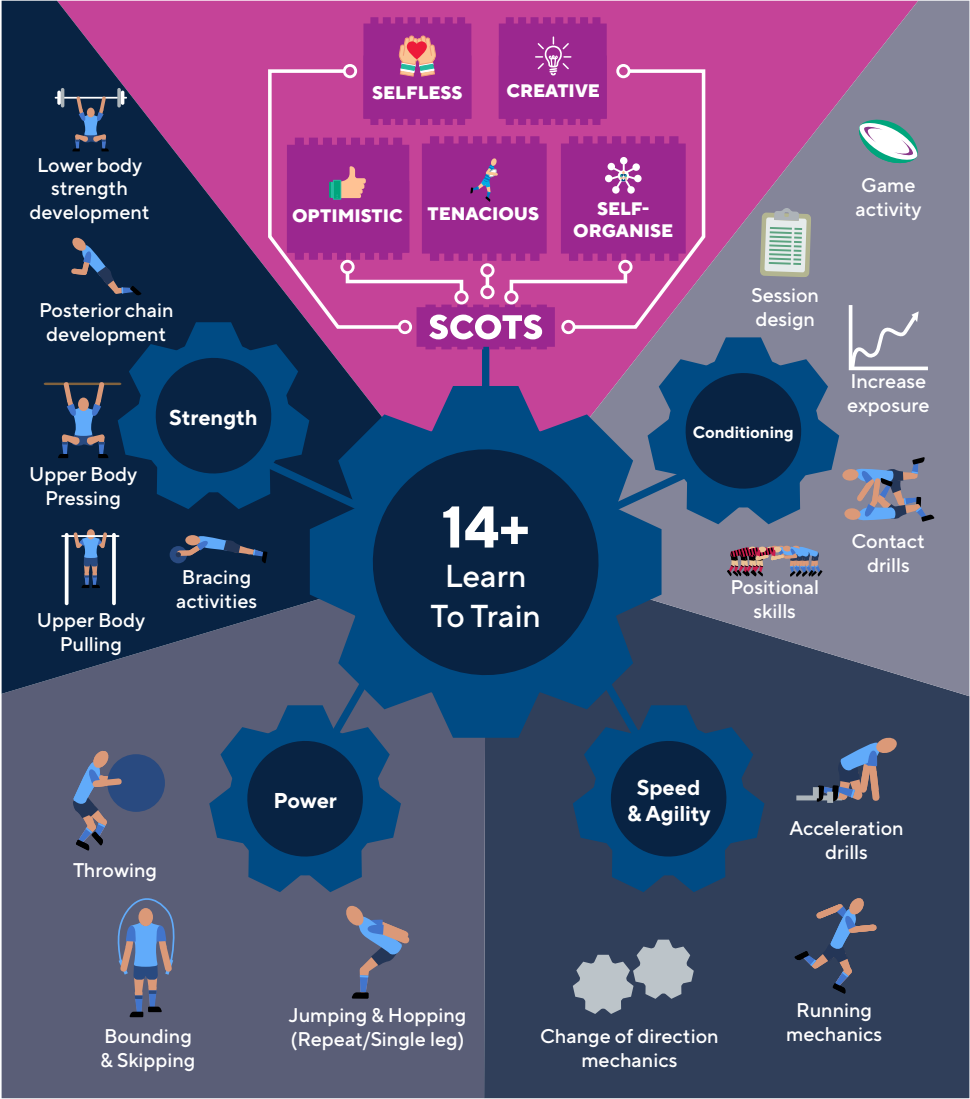 SELFLESS
CREATIVE
OPTIMISTIC
TENACIOUS
SELF-
ORGANISE
SCOTS
Lower body
strength
development
Posterior chain
development
Strength
Upper Body
Pressing
Upper Body
Pulling
Bracing
activities
Game
activity
Session
design
Increase
exposure
Conditioning
Contact
drills
Positional
skills
14+
Learn
To Train
Power
Throwing
Bounding
& Skipping
Jumping & Hopping
(Repeat/Single leg)
Speed
& Agility
Acceleration
drills
Running
mechanics
Change of direction
mechanics